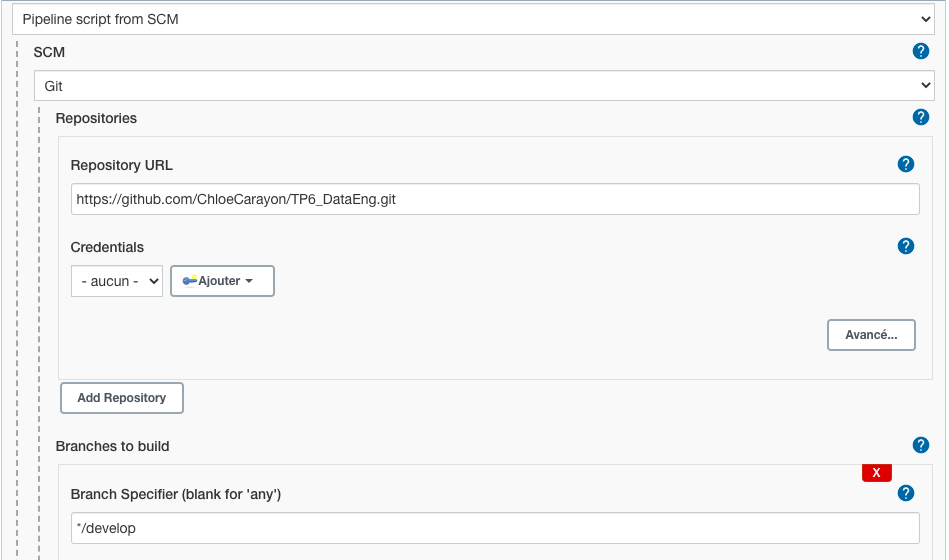 Pipeline script from SCM
SCM
?
Git
Repositories
?
Repository URL
?
https://github.com/ChloeCarayon/TP6_DataEng.git
Credentials
?
- aucun -
Ajouter
Avancé...
Add Repository
Branches to build
?
X
Branch Specifier (blank for 'any')
?
*/develop